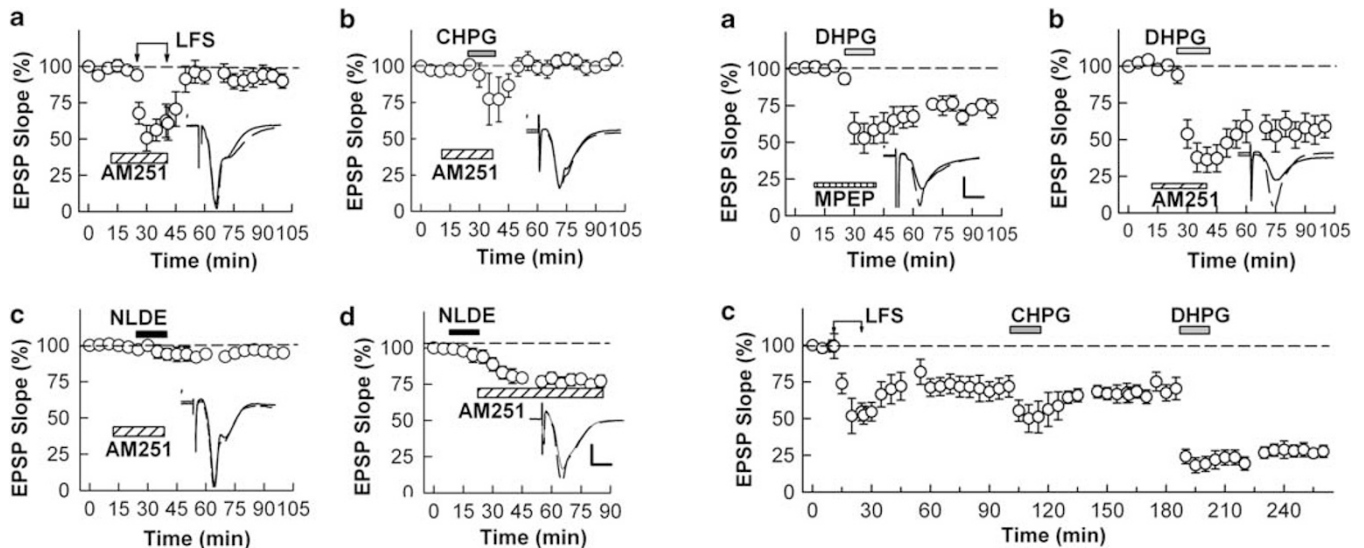 a
LFS
EPSP Slope (%)
100
75
50
25
0
AM251
0 15 30 45 60 75 90 105
Time (min)
b
CHPG
EPSP Slope (%)
100
75
50
25
0
AM251
0 15 30 45 60 75 90 105
Time (min)
a
DHPG
EPSP Slope (%)
100
75
50
25
0
MPEP
0 15 30 45 60 75 90 105
Time (min)
b
DHPG
EPSP Slope (%)
100
75
50
25
0
AM251
0 15 30 45 60 75 90 105
Time (min)
c
NLDE
EPSP Slope (%)
100
75
50
25
0
AM251
0 15 30 45 60 75 90 105
Time (min)
d
NLDE
EPSP Slope (%)
100
75
50
25
0
AM251
0 15 30 45 60 75 90
Time (min)
c
LFS
CHPG
DHPG
EPSP Slope (%)
100
75
50
25
0
0 30 60 90 120 150 180 210 240
Time (min)